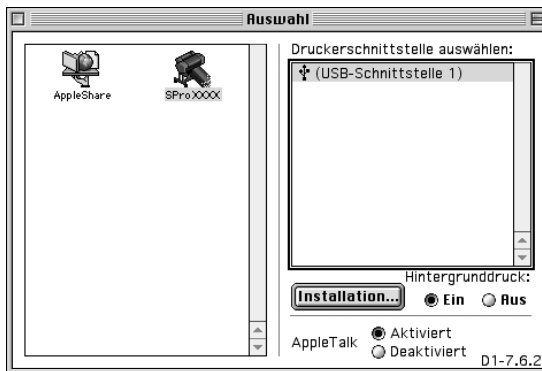 Auswahl
AppleShare
SProXXXX
Druckerschnittstelle auswählen:
(USB-Schnittstelle 1)
Hintergrunddruck:
Installation...
Ein Aus
AppleTalk
Aktiviert
Deaktiviert
D1-7.6.2